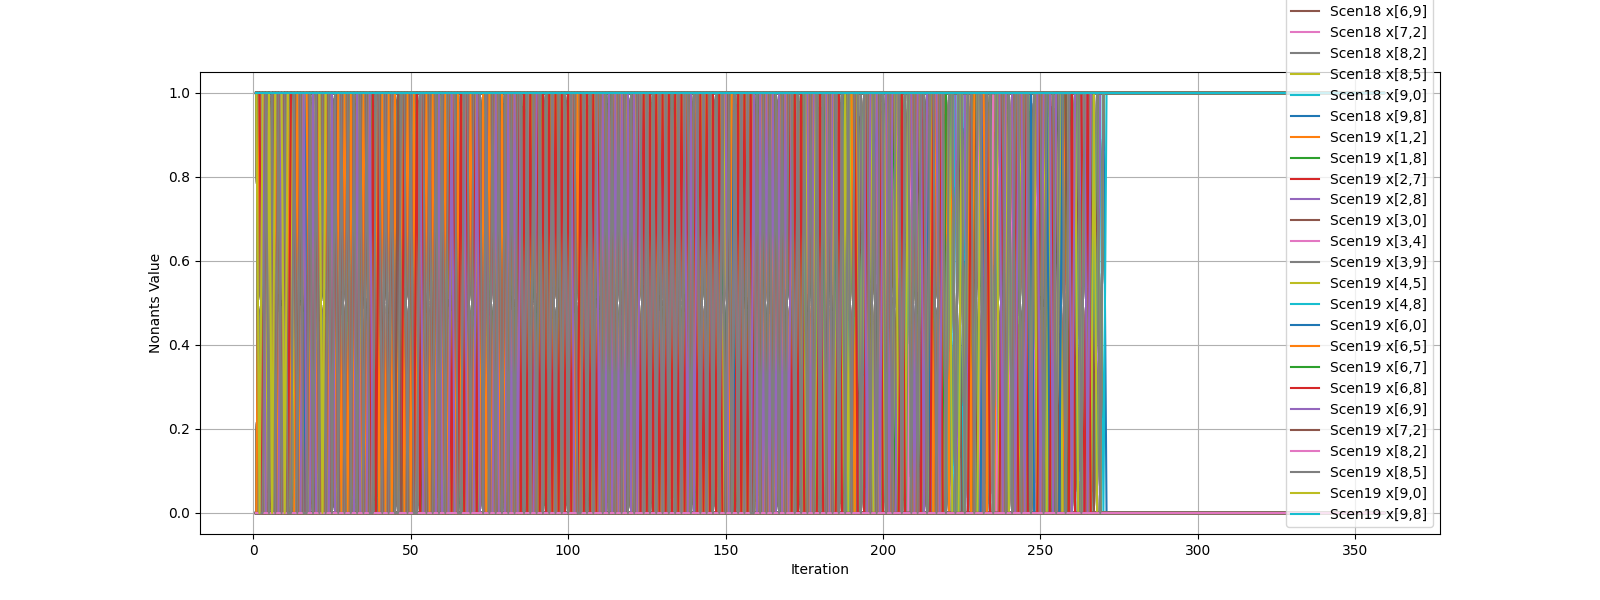 Scen18 x[6,9]
Scen18 x[7,2]
Scen18 x[8,2]
Scen18 x[8,5]
Scen18 x[9,0]
Scen18 x[9,8]
Scen19 x[1,2]
Scen19 x[1,8]
Scen19 x[2,7]
Scen19 x[2,8]
Scen19 x[3,0]
Scen19 x[3,4]
Scen19 x[3,9]
Scen19 x[4,5]
Scen19 x[4,8]
Scen19 x[6,0]
Scen19 x[6,5]
Scen19 x[6,7]
Scen19 x[6,8]
Scen19 x[6,9]
Scen19 x[7,2]
Scen19 x[8,2]
Scen19 x[8,5]
Scen19 x[9,0]
Scen19 x[9,8]
1.0
0.8
0.6
0.4
0.2
0.0
Nonants Value
0 50 100 150 200 250 300 350
Iteration